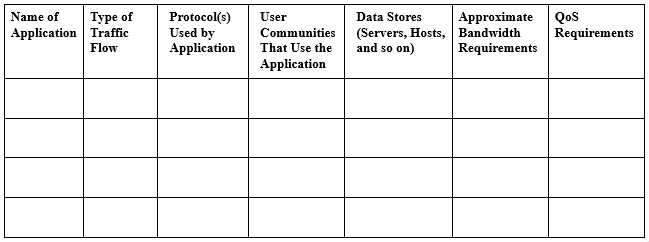 Name of
Application
Type of
Traffic
Flow
Protocol(s)
Used by
Application
User
Communities
That Use the
Application
Data Stores
(Servers, Hosts,
and so on)
Approximate
Bandwidth
Requirements
QoS
Requirements